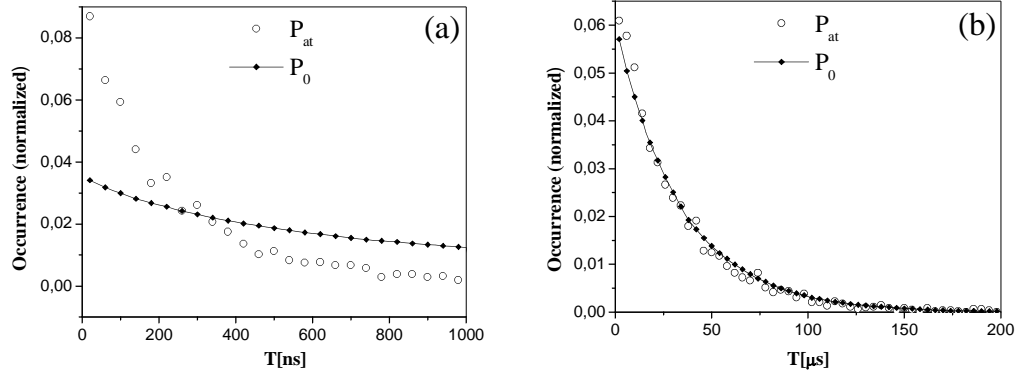 (a)
P_at
P_0
Occurrence (normalized)
0,08
0,06
0,04
0,02
0,00
0 200 400 600 800 1000
T[ns]
(b)
P_at
P_0
Occurrence (normalized)
0,06
0,05
0,04
0,03
0,02
0,01
0,00
0 50 100 150 200
T[μs]